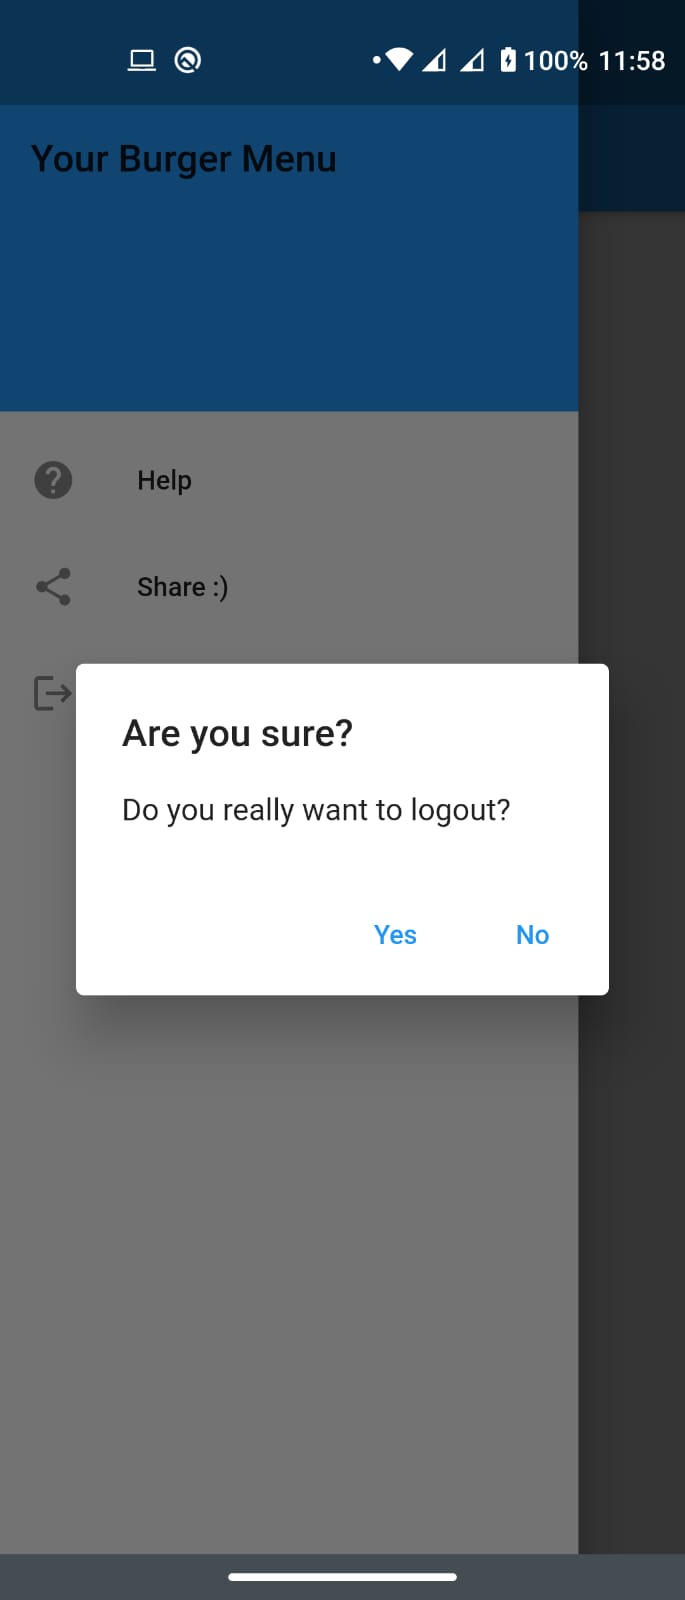 100% 11:58
Your Burger Menu
Help
Share :)
Are you sure?
Do you really want to logout?
Yes No